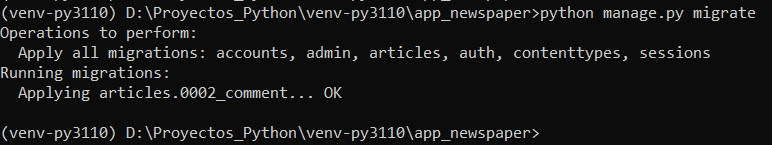 (venv-py3110) D:\Proyectos_Python\venv-py3110\app_newspaper>python manage.py migrate
Operations to perform:
  Apply all migrations: accounts, admin, articles, auth, contenttypes, sessions
Running migrations:
  Applying articles.0002_comment... OK

(venv-py3110) D:\Proyectos_Python\venv-py3110\app_newspaper>